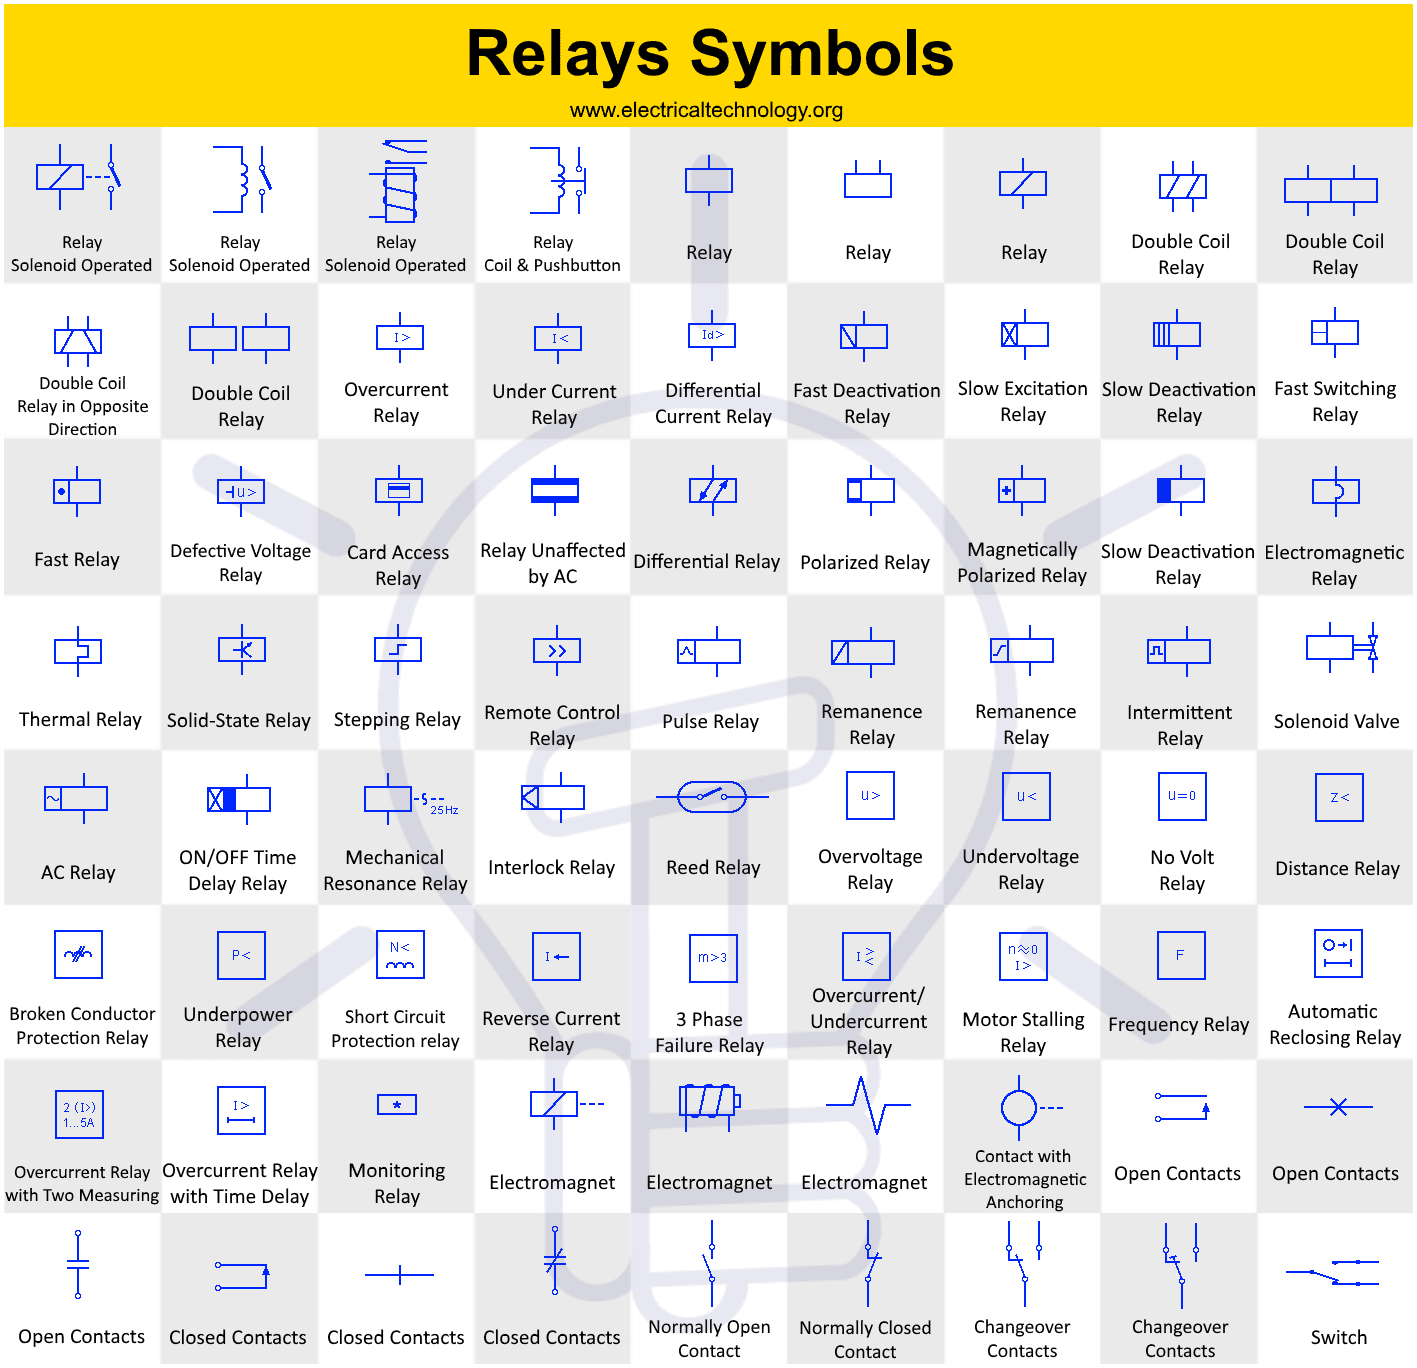 Relays Symbols
www.electricaltechnology.org
Relay
Solenoid Operated
Relay
Solenoid Operated
Relay
Solenoid Operated
Relay
Coil & Pushbutton
Relay
Relay
Relay
Double Coil
Relay
Double Coil
Relay
Double Coil
Relay in Opposite
Direction
Double Coil
Relay
I>
Overcurrent
Relay
I<
Under Current
Relay
Id>
Differential
Current Relay
Fast Deactivation
Relay
Slow Excitation
Relay
Slow Deactivation
Relay
Fast Switching
Relay
Fast Relay
u>
Defective Voltage
Relay
Card Access
Relay
Relay Unaffected
by AC
Differential Relay
Polarized Relay
+
Magnetically
Polarized Relay
Slow Deactivation
Relay
Electromagnetic
Relay
Thermal Relay
Solid-State Relay
Stepping Relay
Remote Control
Relay
Pulse Relay
Remanence
Relay
Remanence
Relay
Intermittent
Relay
Solenoid Valve
~
AC Relay
ON/OFF Time
Delay Relay
25Hz
Mechanical
Resonance Relay
Interlock Relay
Reed Relay
u>
Overvoltage
Relay
u<
Undervoltage
Relay
u=0
No Volt
Relay
Z<
Distance Relay
Broken Conductor
Protection Relay
P<
Underpower
Relay
N<
Short Circuit
Protection relay
I←
Reverse Current
Relay
m>3
3 Phase
Failure Relay
I ><
Overcurrent/
Undercurrent
Relay
n≈0
I>
Motor Stalling
Relay
F
Frequency Relay
Automatic
Reclosing Relay
2 (I>)
1...5A
Overcurrent Relay
with Two Measuring
I>
Overcurrent Relay
with Time Delay
*
Monitoring
Relay
Electromagnet
Electromagnet
Electromagnet
Contact with
Electromagnetic
Anchoring
Open Contacts
Open Contacts
Open Contacts
Closed Contacts
Closed Contacts
Closed Contacts
Normally Open
Contact
Normally Closed
Contact
Changeover
Contacts
Changeover
Contacts
Switch